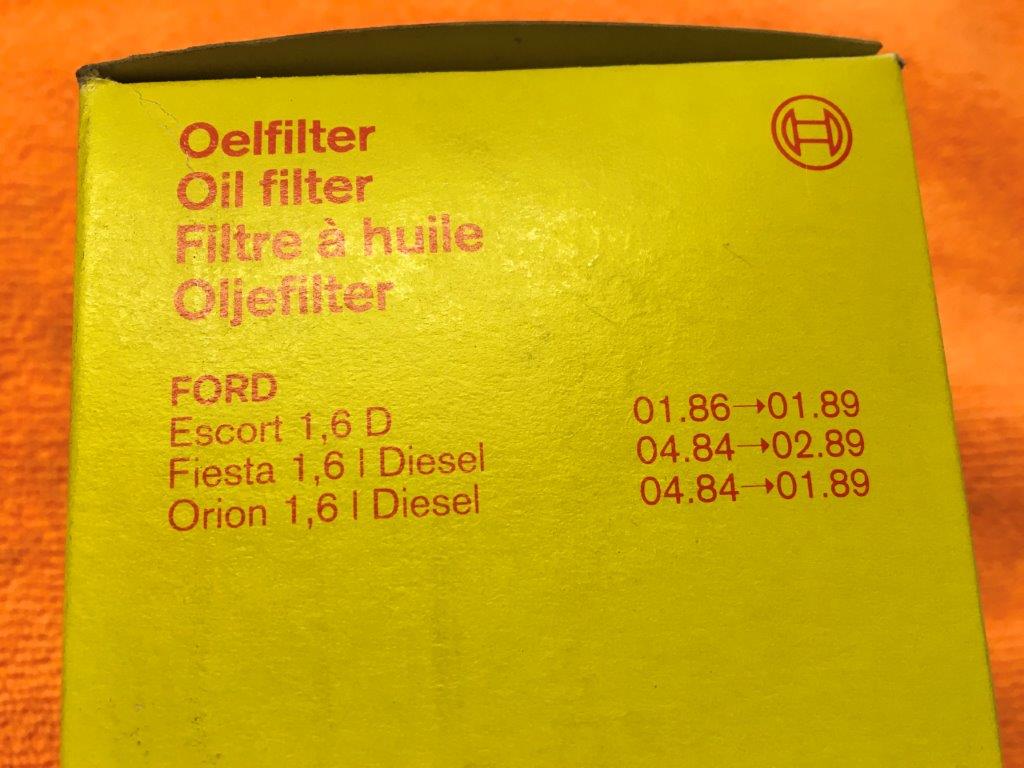 Oelfilter
Oil filter
Filtre à huile
Oljefilter
FORD
Escort 1,6 D 01.86→01.89
Fiesta 1,6 l Diesel 04.84→02.89
Orion 1,6 l Diesel 04.84→01.89